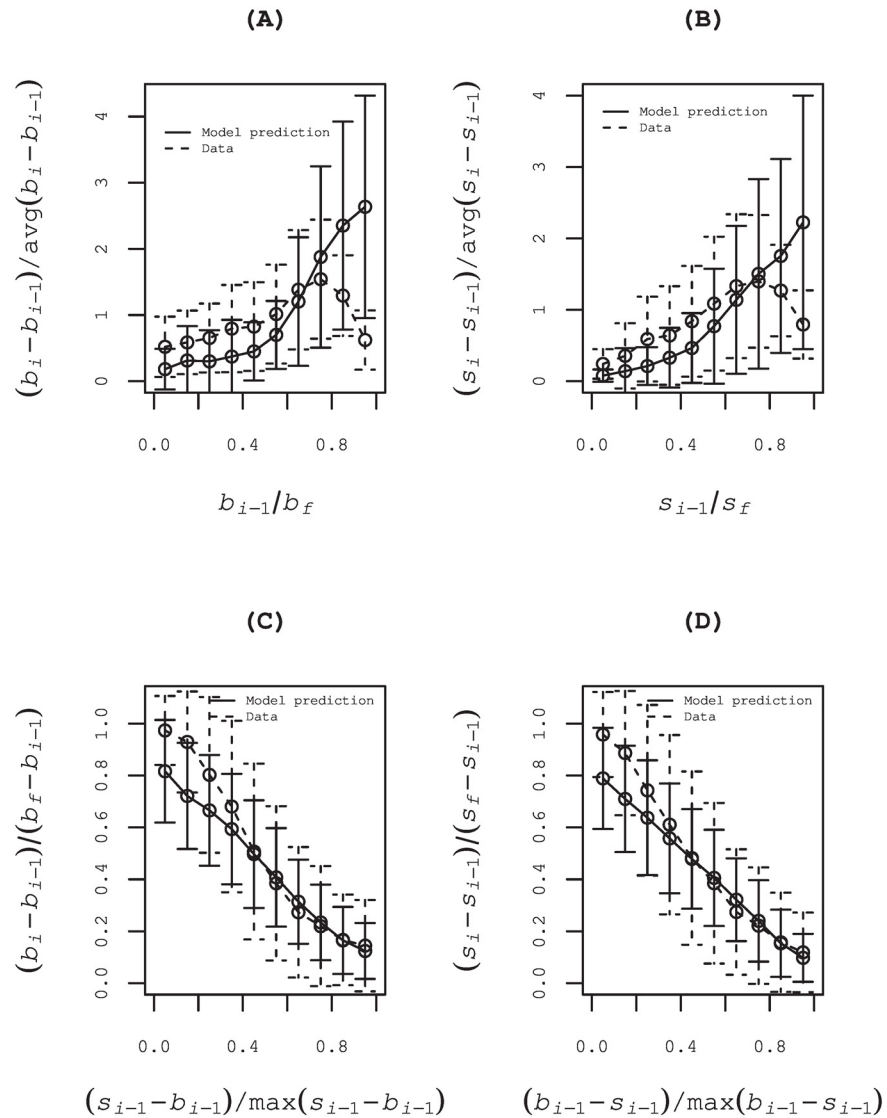 (A)
(b_i−b_{i−1})/avg(b_i−b_{i−1})
4
3
2
1
0
Model prediction
Data
0.0 0.4 0.8
b_{i−1}/b_f
(B)
(s_i−s_{i−1})/avg(s_i−s_{i−1})
4
3
2
1
0
Model prediction
Data
0.0 0.4 0.8
s_{i−1}/s_f
(C)
(b_i−b_{i−1})/(b_f−b_{i−1})
1.0
0.8
0.6
0.4
0.2
0.0
Model prediction
Data
0.0 0.4 0.8
(s_{i−1}−b_{i−1})/max(s_{i−1}−b_{i−1})
(D)
(s_i−s_{i−1})/(s_f−s_{i−1})
1.0
0.8
0.6
0.4
0.2
0.0
Model prediction
Data
0.0 0.4 0.8
(b_{i−1}−s_{i−1})/max(b_{i−1}−s_{i−1})